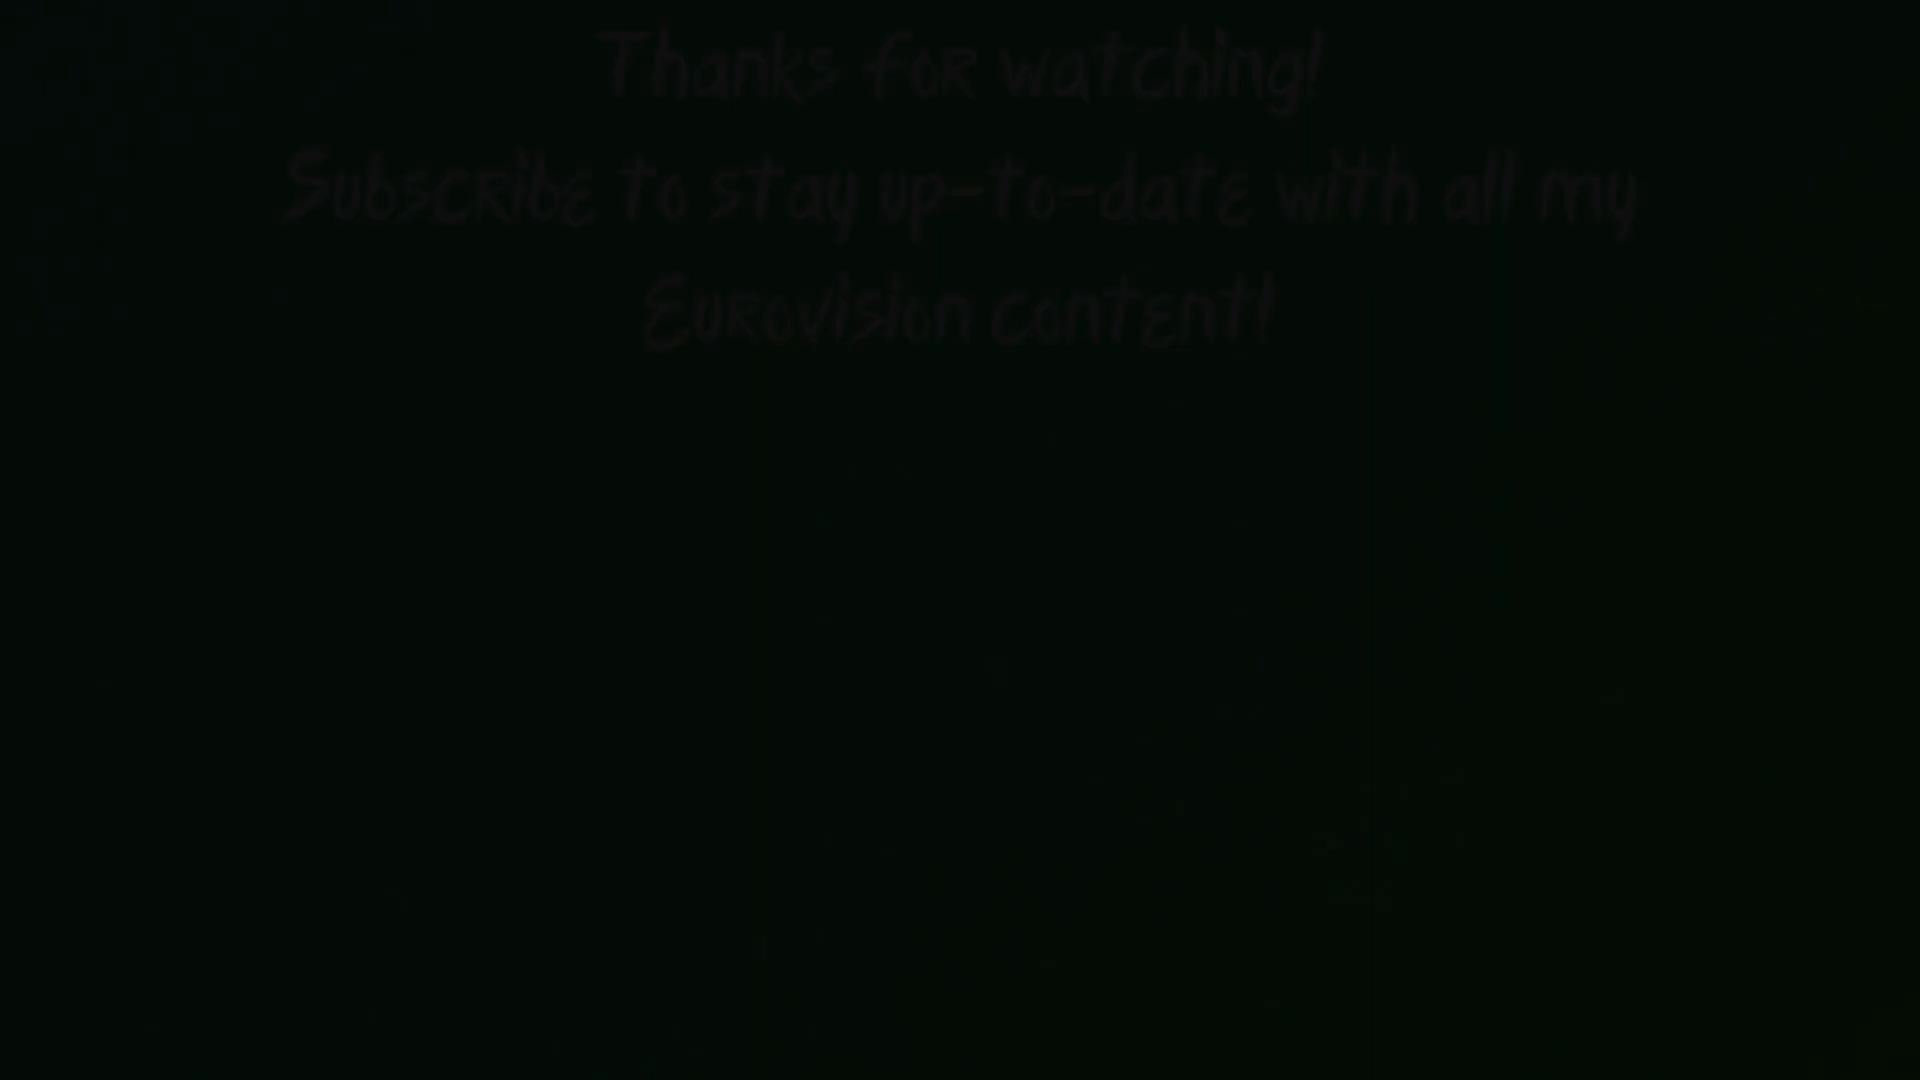 Thanks for watching!
Subscribe to stay up-to-date with all my
Eurovision content!